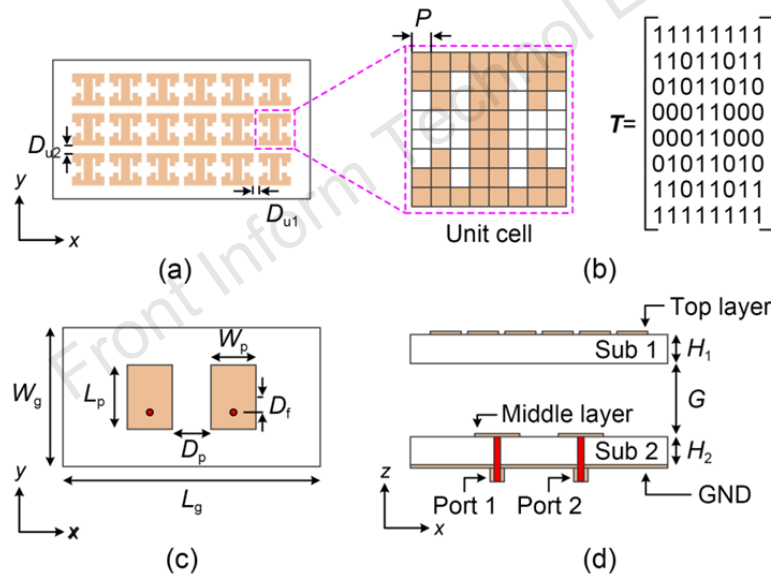 P
Unit cell
T=
11111111
11011011
01011010
00011000
00011000
01011010
11011011
11111111
D_u2
D_u1
y
x
(a)
(b)
W_g
L_p
W_p
D_f
D_p
L_g
y
x
(c)
Top layer
Sub 1
H_1
G
Middle layer
Sub 2
H_2
Port 1
Port 2
GND
z
x
(d)
Front Inform Technol E